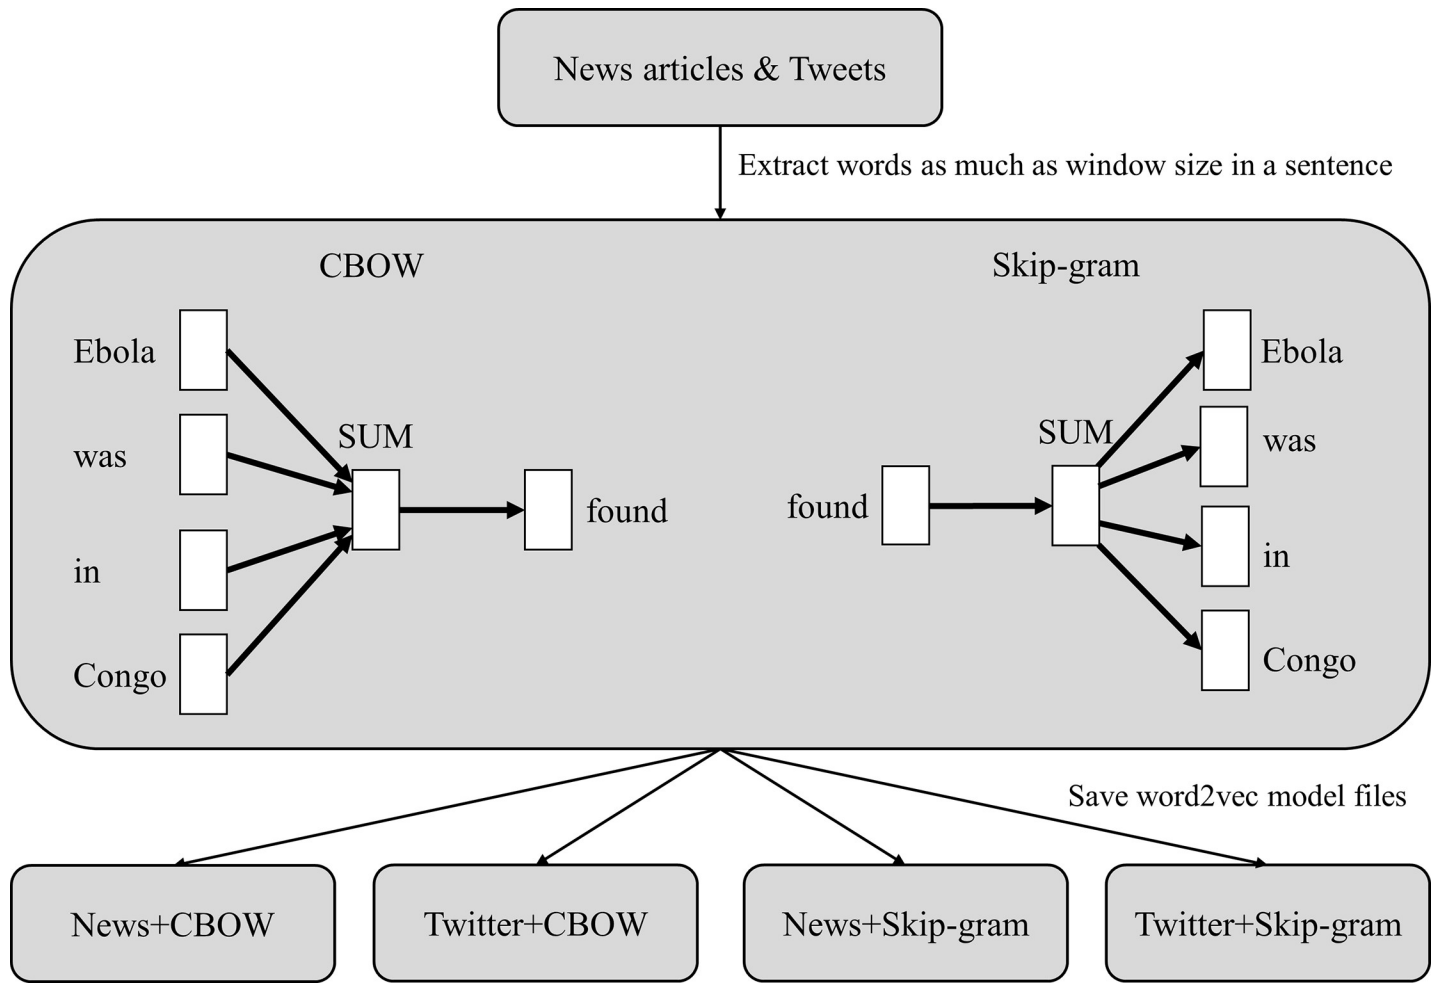 News articles & Tweets
Extract words as much as window size in a sentence
CBOW
Ebola
was
in
Congo
SUM
found
Skip-gram
found
SUM
Ebola
was
in
Congo
Save word2vec model files
News+CBOW
Twitter+CBOW
News+Skip-gram
Twitter+Skip-gram